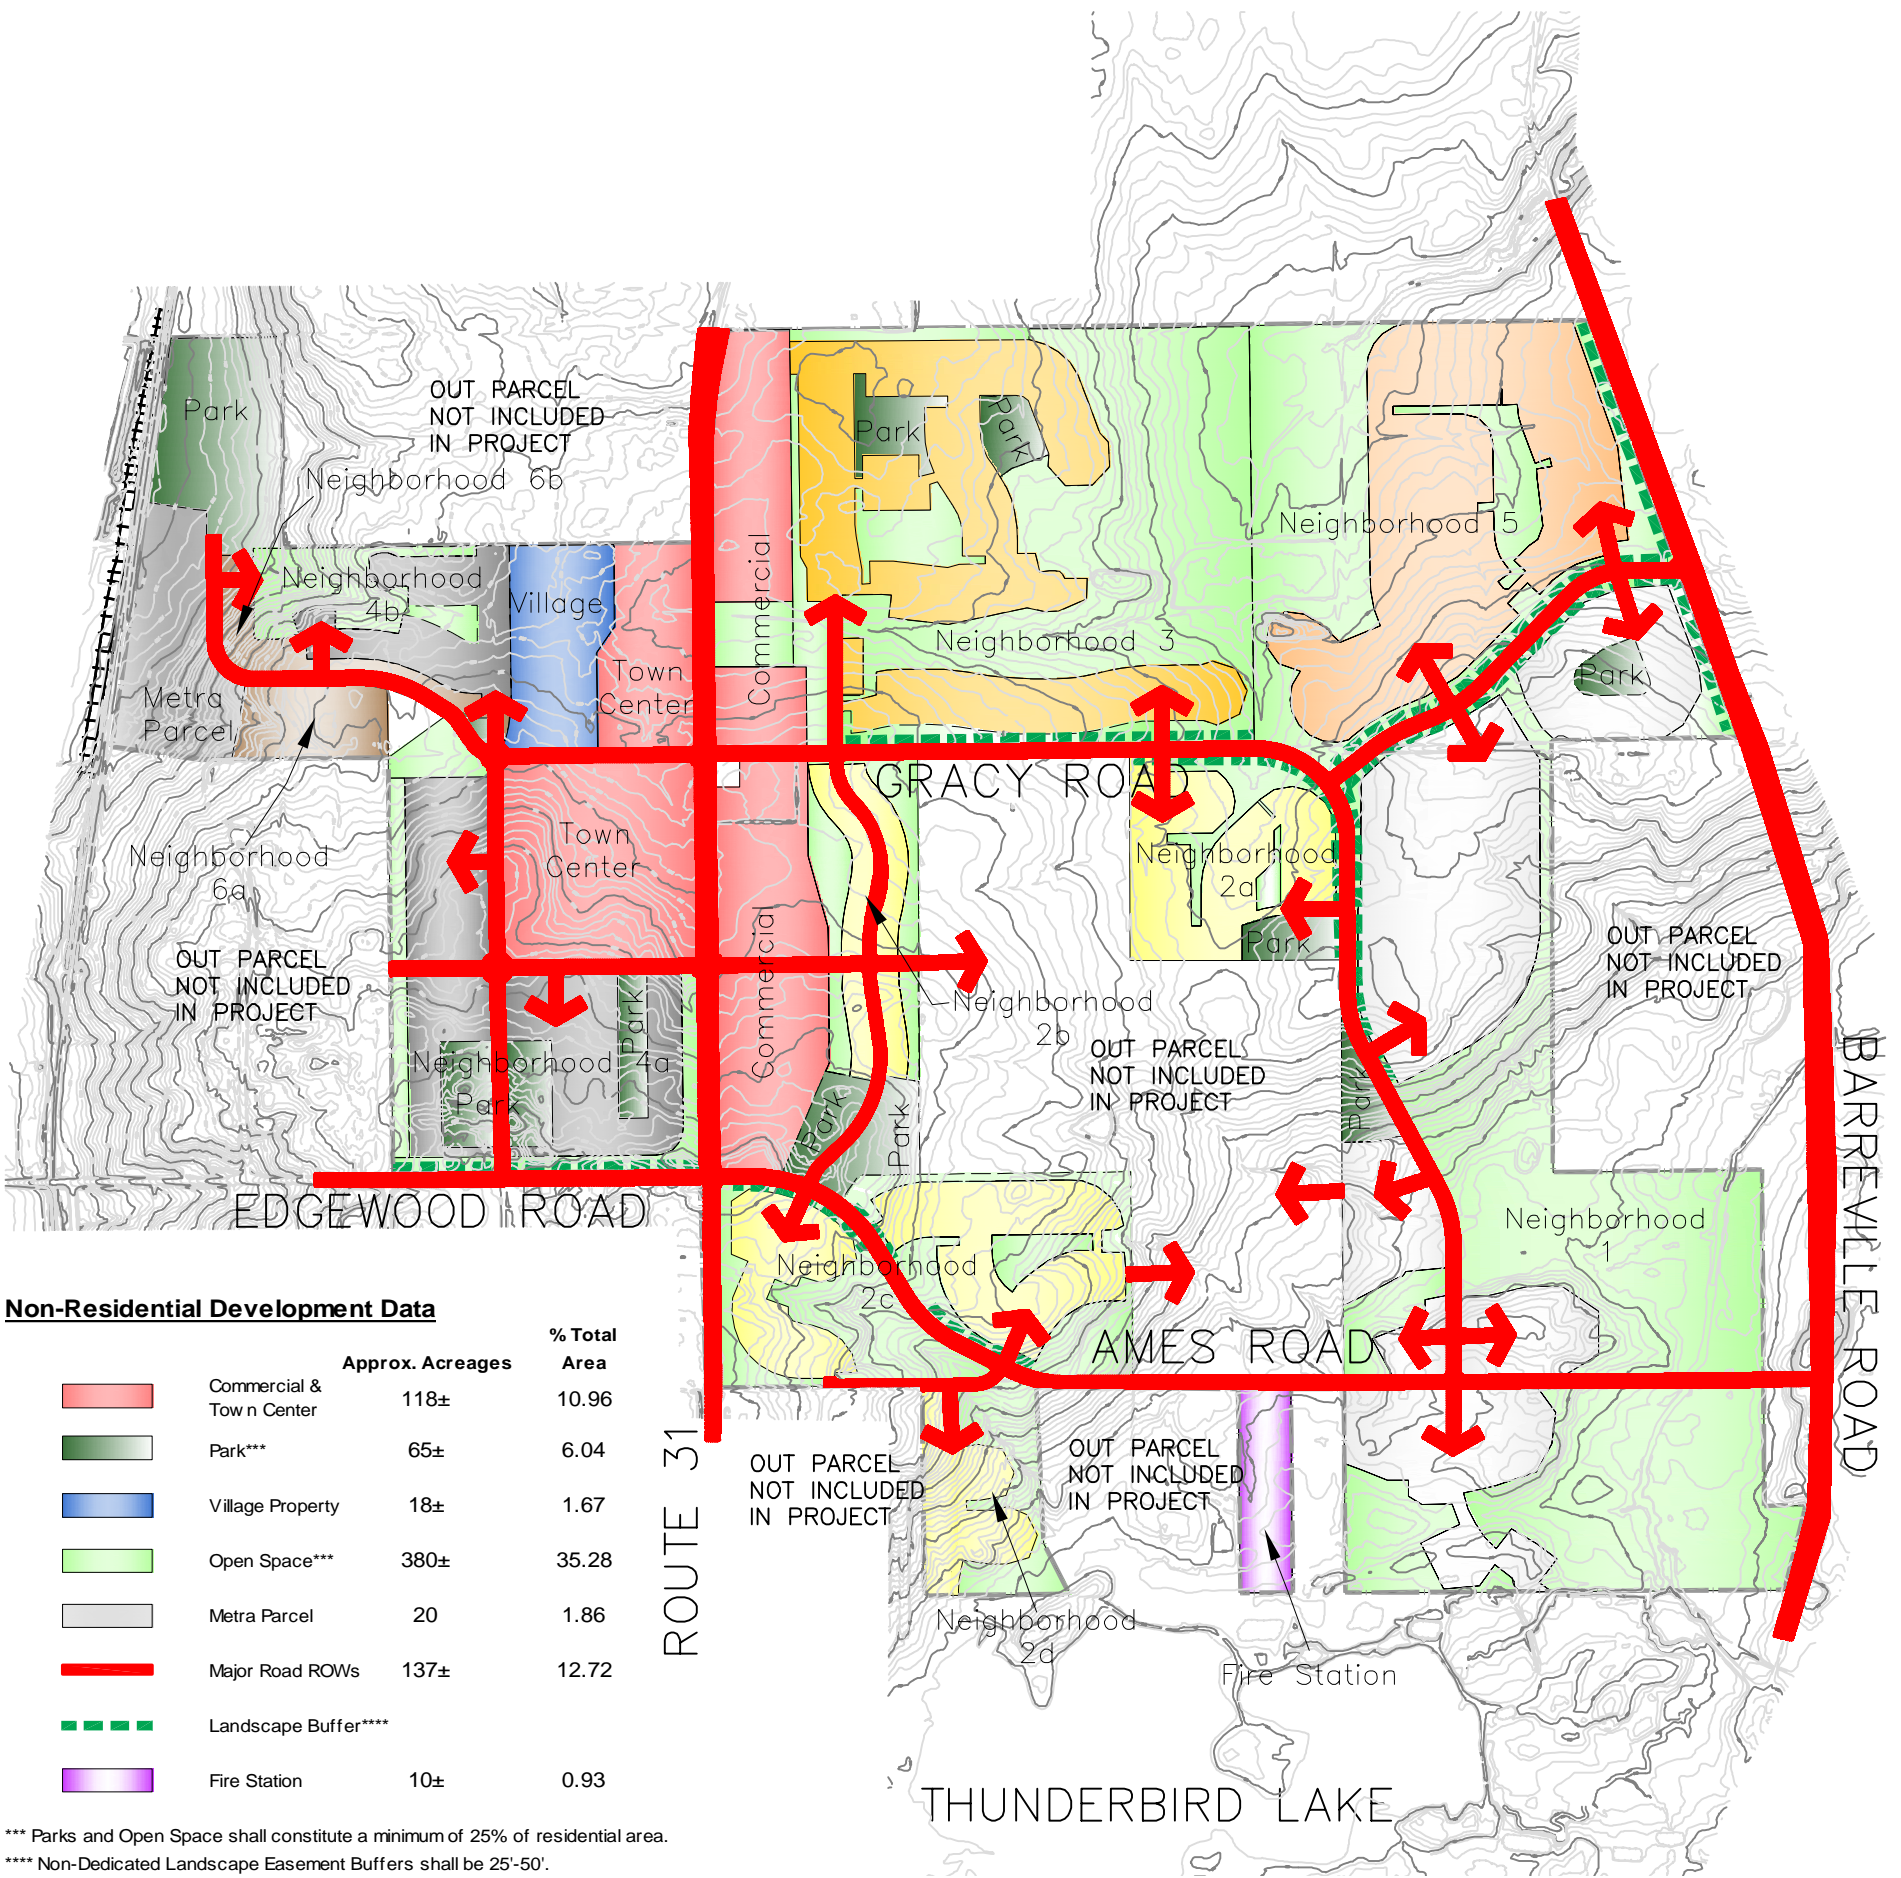 OUT PARCEL
NOT INCLUDED
IN PROJECT
Park
Neighborhood 6b
Park
Park
Neighborhood 5
Commercial
Neighborhood
4b
Village
Neighborhood 3
Town
Center
Park
Metra
Parcel
GRACY ROAD
Neighborhood
6a
Town
Center
Neighborhood
2a
Park
OUT PARCEL
NOT INCLUDED
IN PROJECT
OUT PARCEL
NOT INCLUDED
IN PROJECT
Commercial
Neighborhood
2b
Park
OUT PARCEL
NOT INCLUDED
IN PROJECT
Neighborhood 4a
Park
Park
Park
Park
BARREVILLE ROAD
EDGEWOOD ROAD
Neighborhood
1
Neighborhood
2c
AMES ROAD
ROUTE 31
OUT PARCEL
NOT INCLUDED
IN PROJECT
OUT PARCEL
NOT INCLUDED
IN PROJECT
Neighborhood
2d
Fire Station
THUNDERBIRD LAKE
Non-Residential Development Data
Approx. Acreages
% Total
Area
Commercial &
Town Center 118± 10.96
Park*** 65± 6.04
Village Property 18± 1.67
Open Space*** 380± 35.28
Metra Parcel 20 1.86
Major Road ROWs 137± 12.72
Landscape Buffer****
Fire Station 10± 0.93
*** Parks and Open Space shall constitute a minimum of 25% of residential area.
**** Non-Dedicated Landscape Easement Buffers shall be 25'-50'.